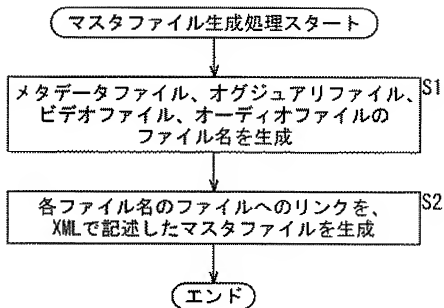 マスタファイル生成処理スタート
メタデータファイル、オグジュアリファイル、
ビデオファイル、オーディオファイルの
ファイル名を生成
S1
各ファイル名のファイルへのリンクを、
XMLで記述したマスタファイルを生成
S2
エンド